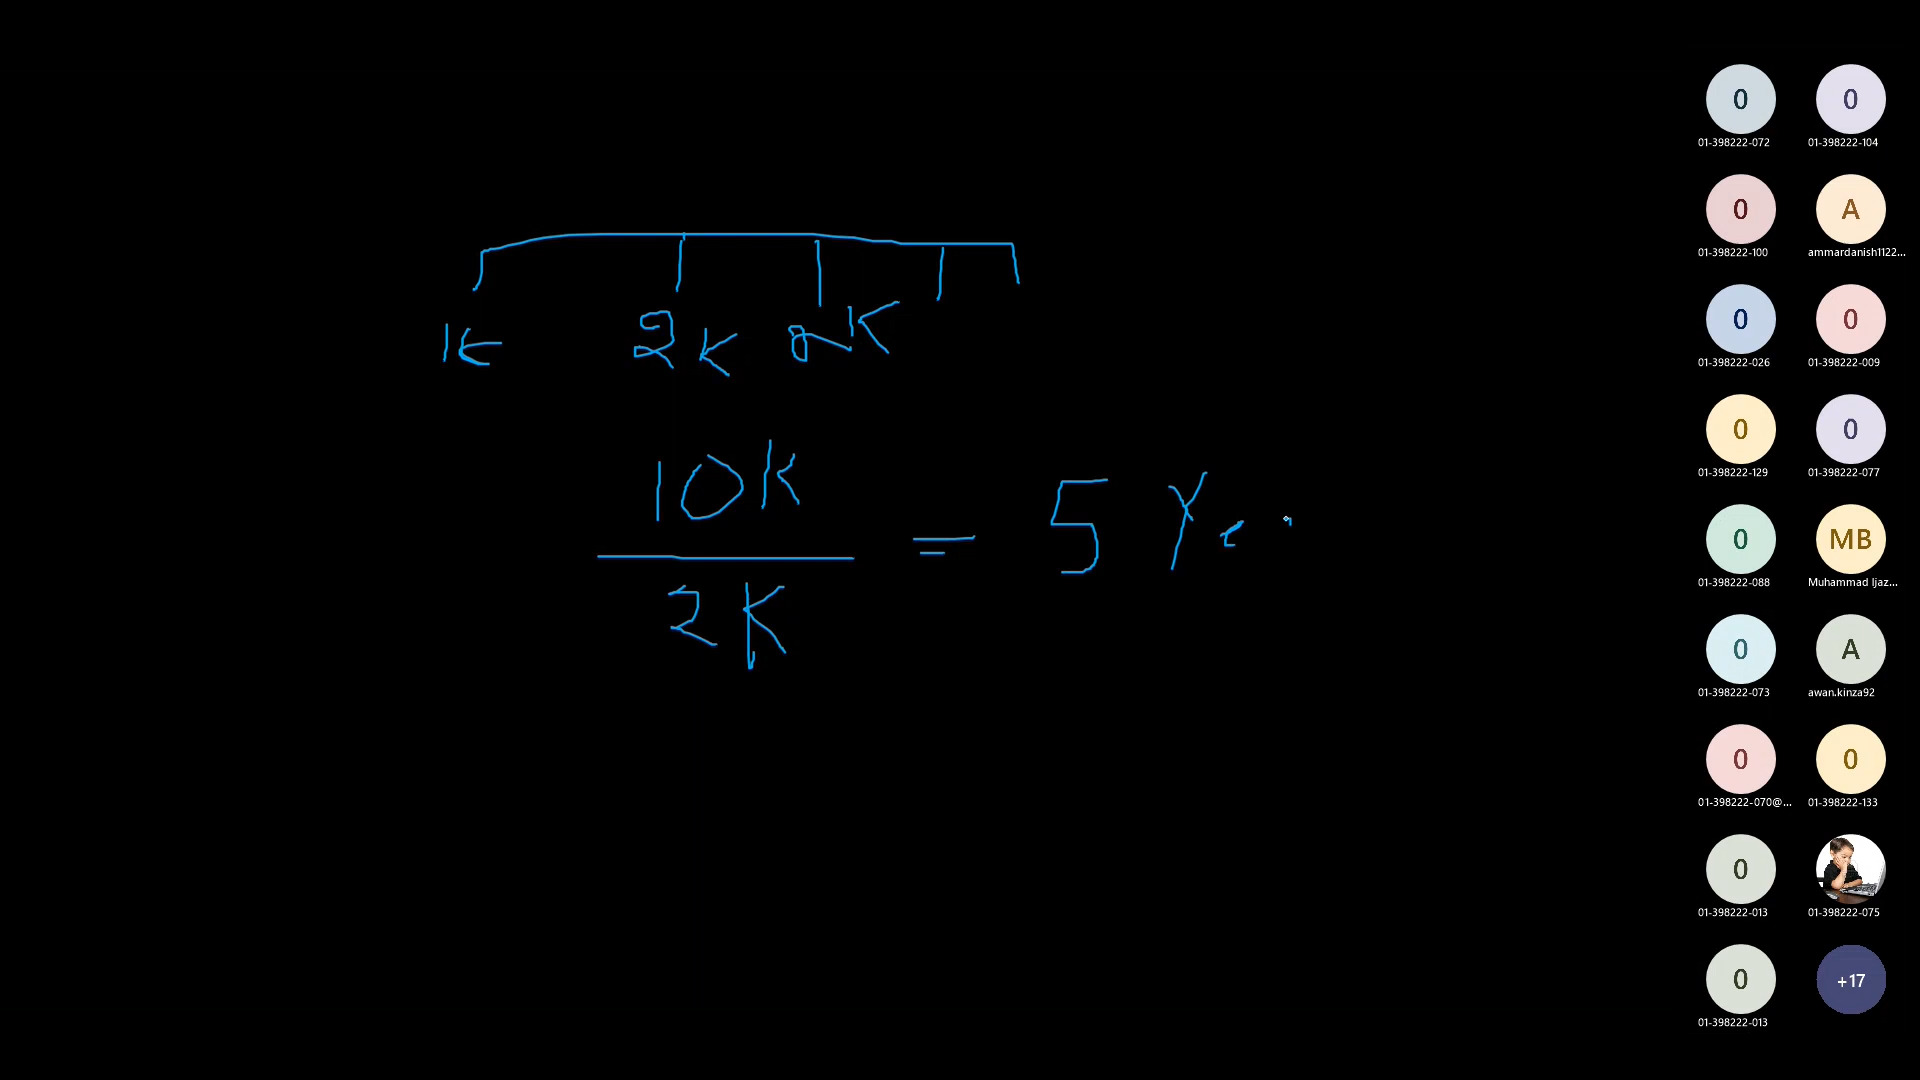 1K 2K 2K
10K
2K
= 5 Ye
0 0
01-398222-072 01-398222-104
0 A
01-398222-100 ammardanish1122...
0 0
01-398222-026 01-398222-009
0 0
01-398222-129 01-398222-077
0 MB
01-398222-088 Muhammad Ijaz...
0 A
01-398222-073 awan.kinza92
0 0
01-398222-070@... 01-398222-133
0
01-398222-013 01-398222-075
0 +17
01-398222-013